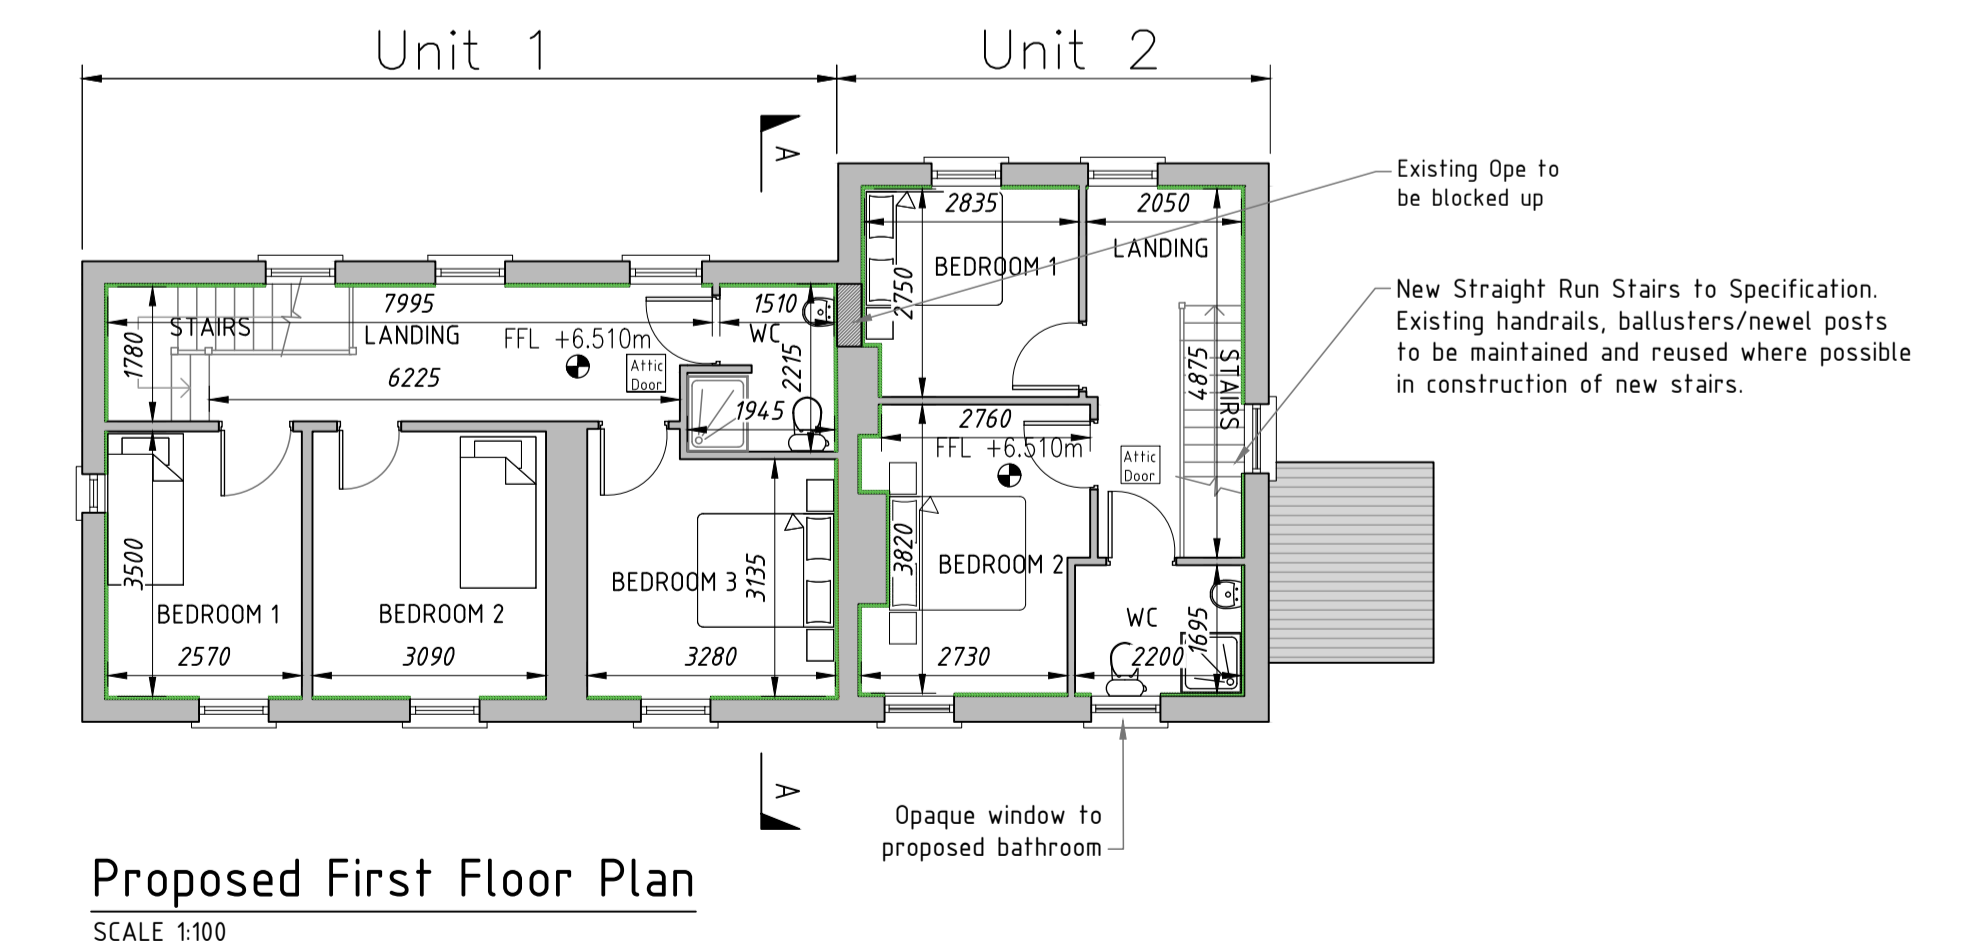 Unit 1
Unit 2
A
Existing Ope to
be blocked up
2835
2050
LANDING
BEDROOM 1
2750
New Straight Run Stairs to Specification.
Existing handrails, ballusters/newel posts
to be maintained and reused where possible
in construction of new stairs.
7995
1510
STAIRS
LANDING
FFL +6.510m
WC
1780
Attic
Door
2215
6225
1945
4875
STAIRS
2760
FFL +6.510m
Attic
Door
3500
BEDROOM 1
BEDROOM 2
BEDROOM 3
3135
3820
BEDROOM 2
WC
1695
2570
3090
3280
2730
2200
A
Opaque window to
proposed bathroom
Proposed First Floor Plan
SCALE 1:100